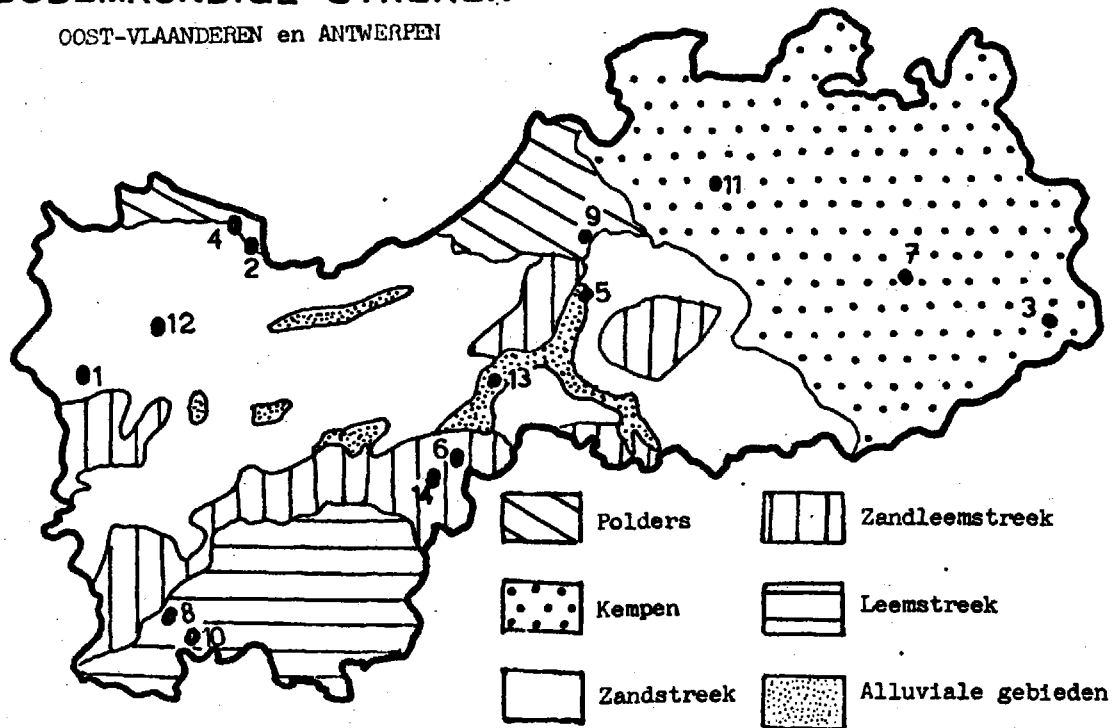 OOST-VLAANDEREN en ANTWERPEN
11
9
4
2
7
5
3
12
1
13
6
14
8
10
Polders
Zandleemstreek
Kempen
Leemstreek
Zandstreek
Alluviale gebieden